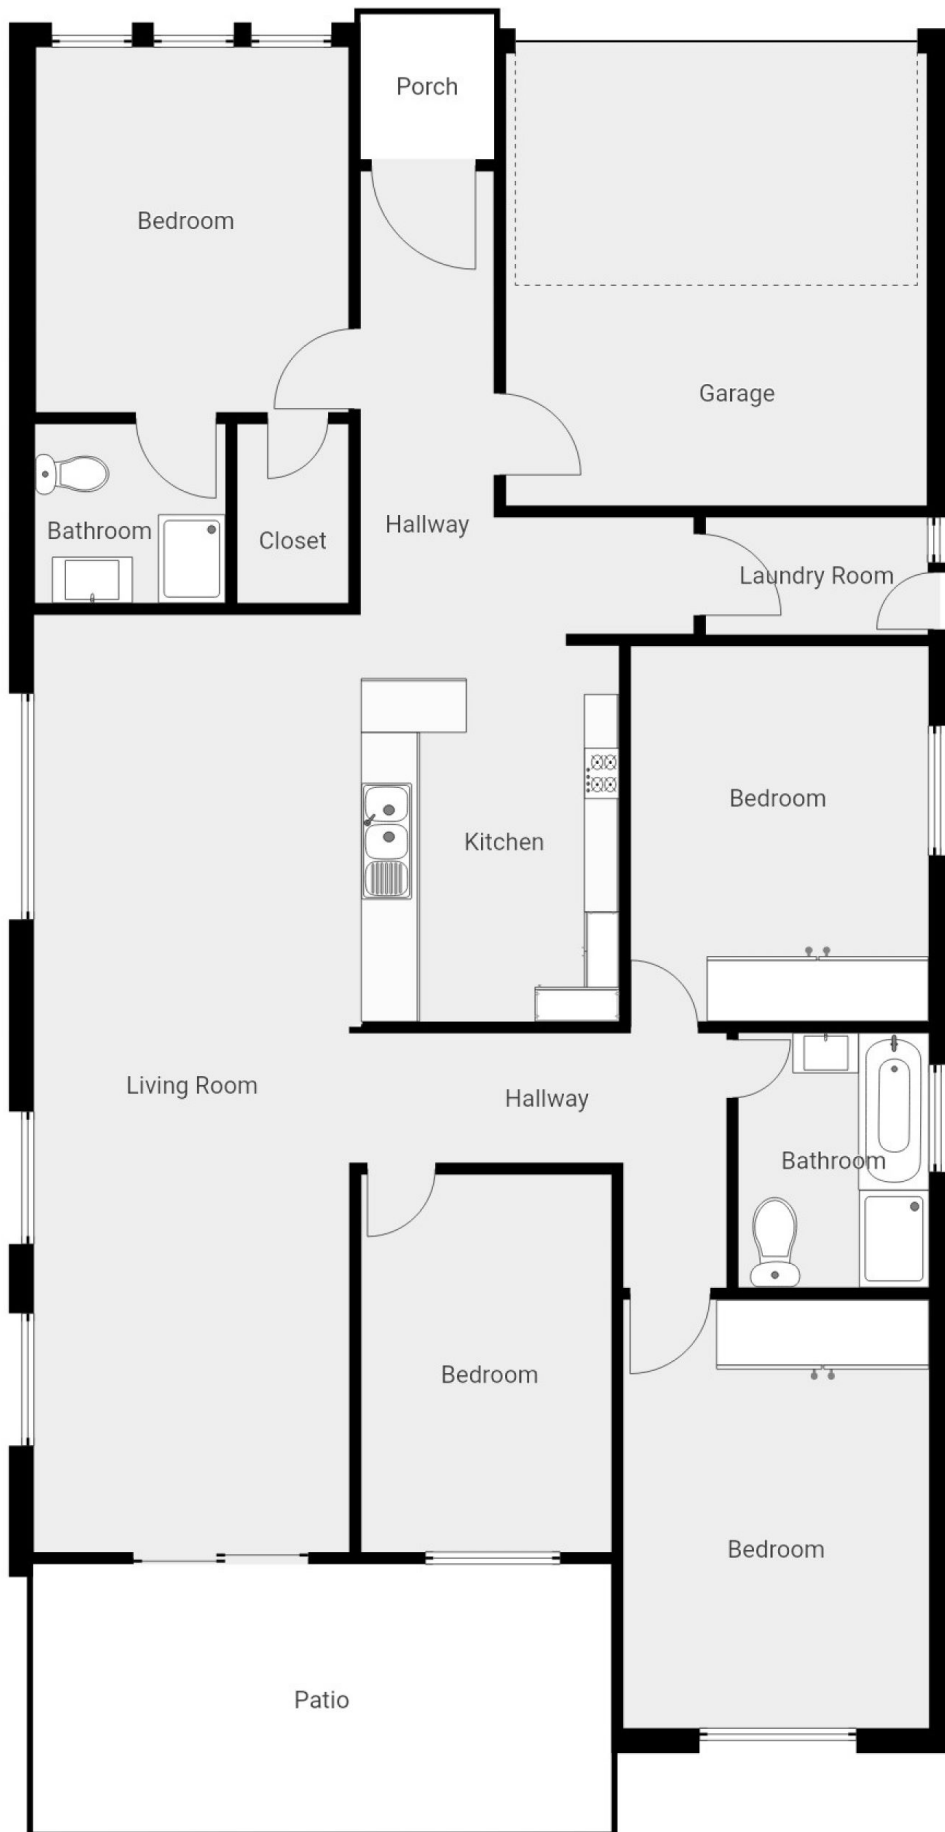 Porch
Bedroom
Garage
Hallway
Bathroom
Closet
Laundry Room
Bedroom
Kitchen
Living Room
Hallway
Bathroom
Bedroom
Bedroom
Patio